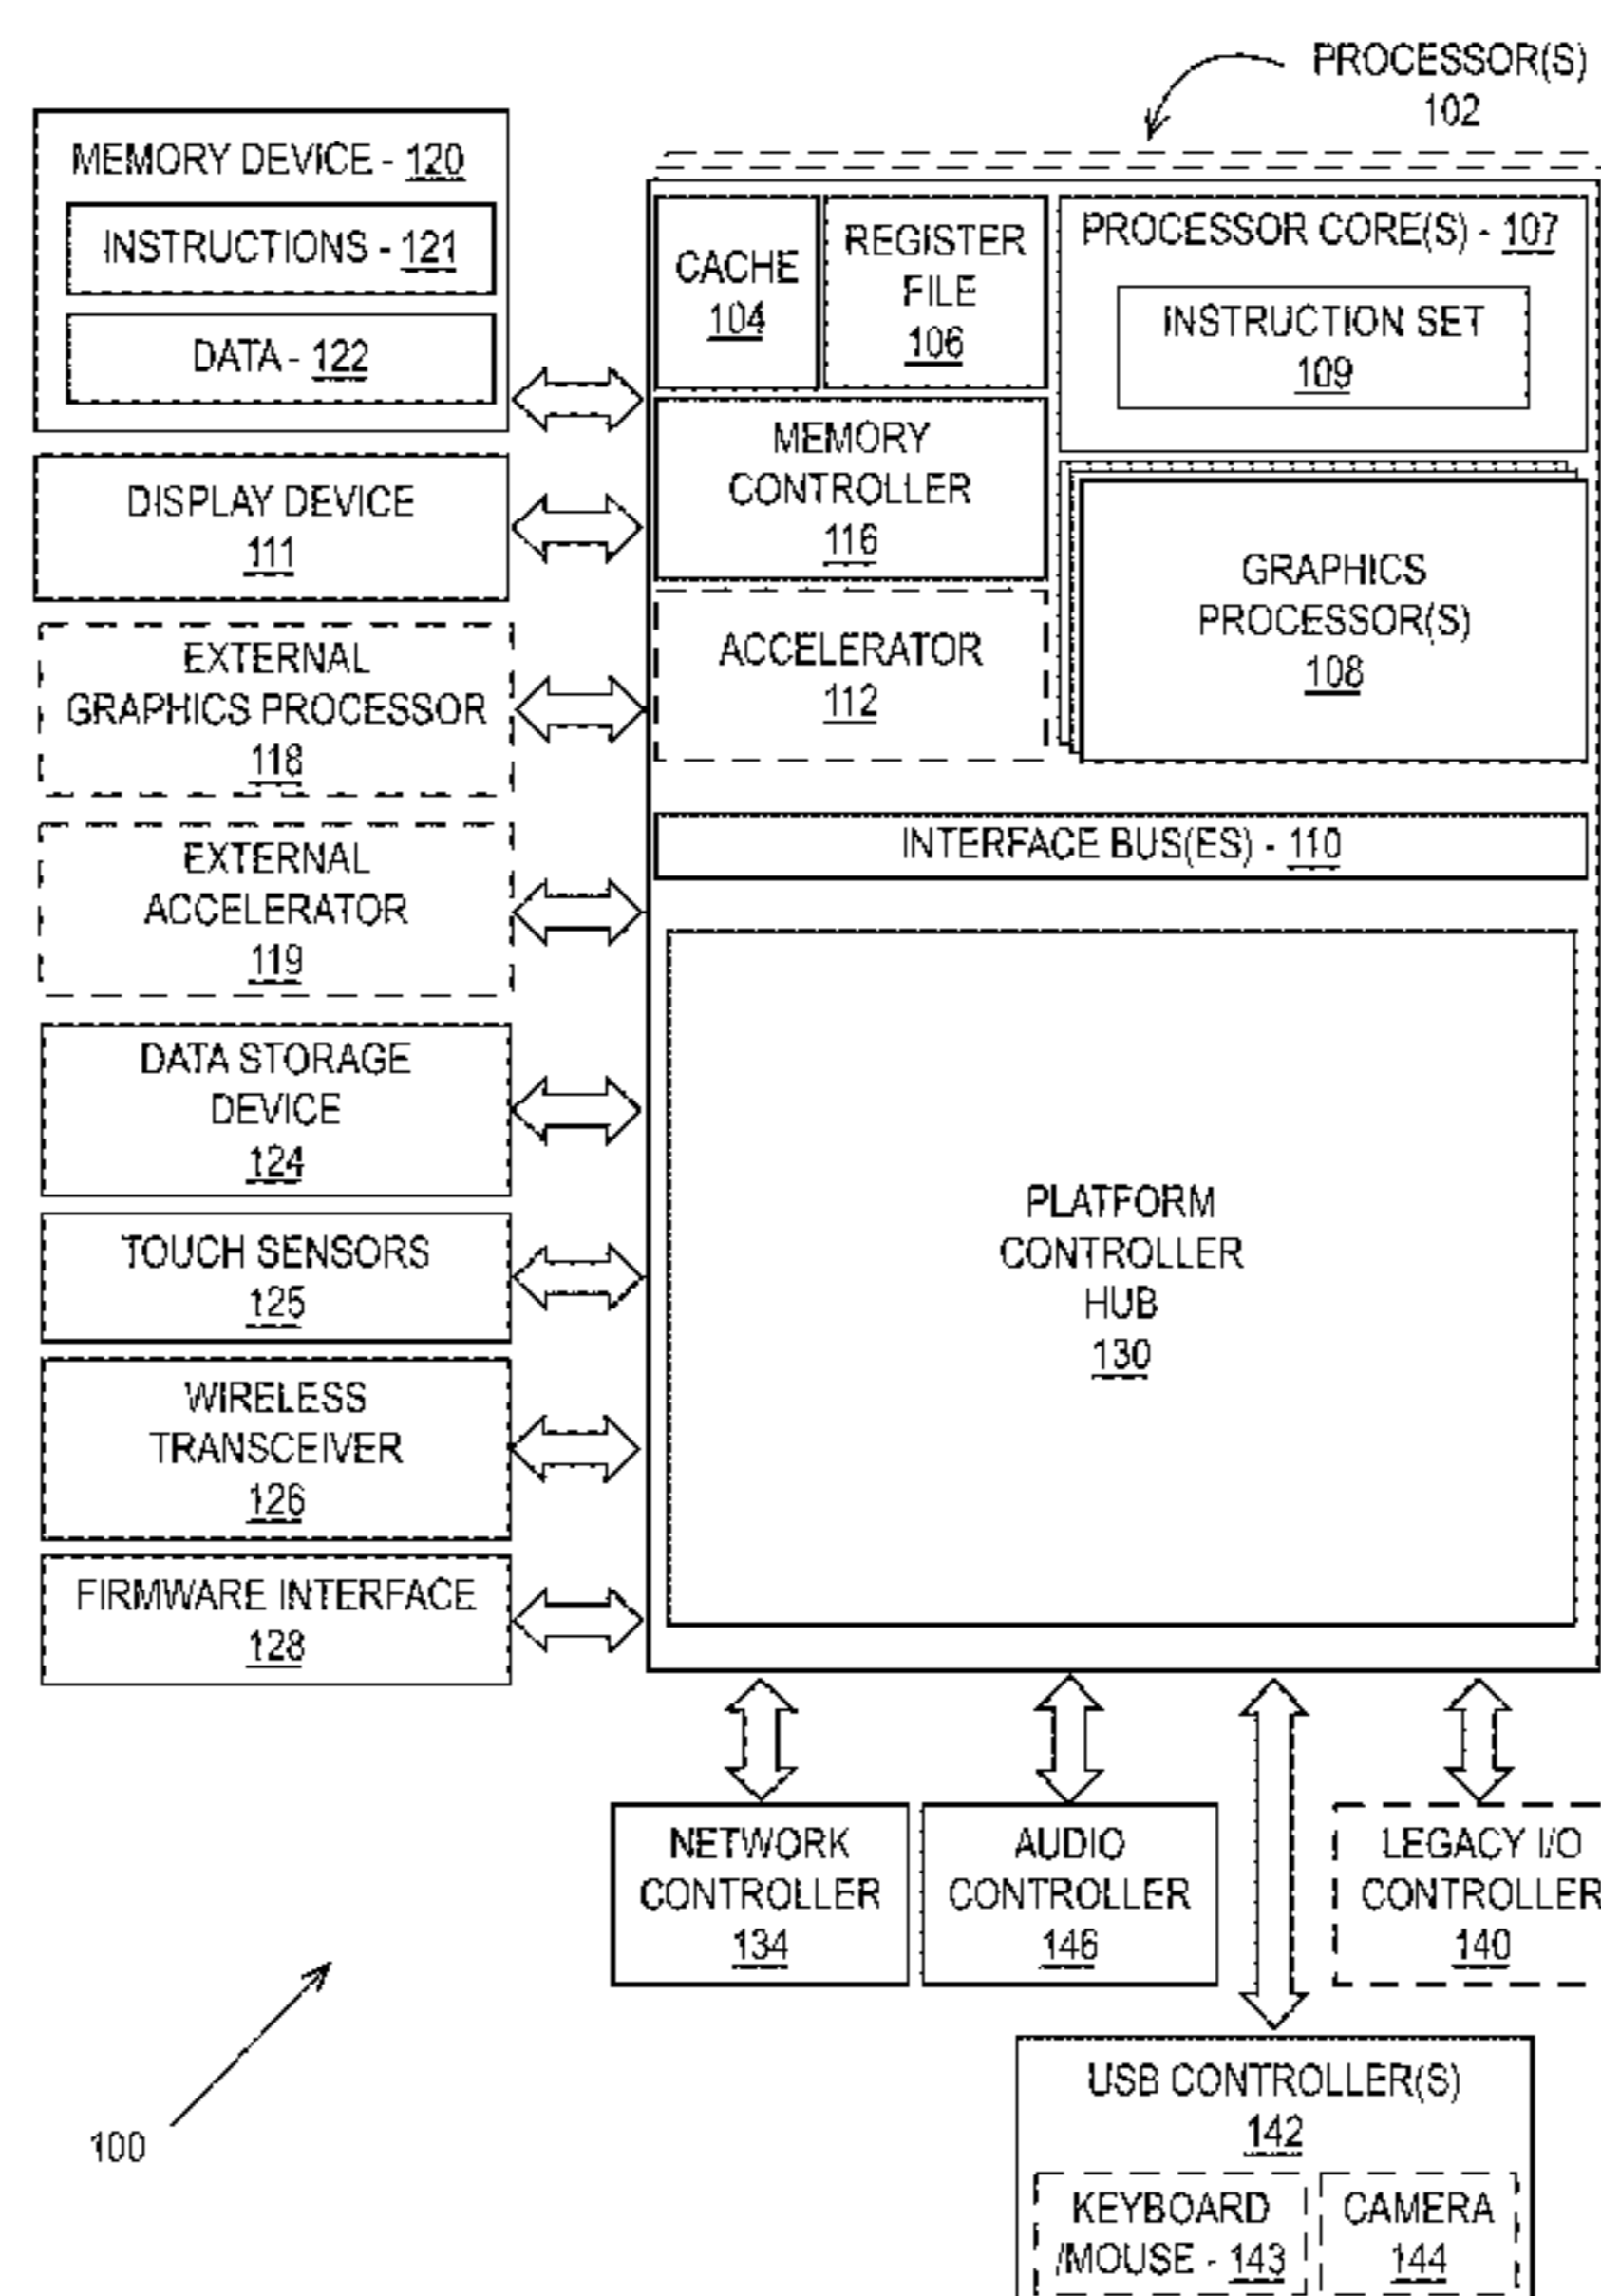 PROCESSOR(S)
102
MEMORY DEVICE - 120
INSTRUCTIONS - 121
DATA - 122
DISPLAY DEVICE
111
EXTERNAL
GRAPHICS PROCESSOR
118
EXTERNAL
ACCELERATOR
119
DATA STORAGE
DEVICE
124
TOUCH SENSORS
125
WIRELESS
TRANSCEIVER
126
FIRMWARE INTERFACE
128
CACHE
104
REGISTER
FILE
106
PROCESSOR CORE(S) - 107
INSTRUCTION SET
109
MEMORY
CONTROLLER
116
ACCELERATOR
112
GRAPHICS
PROCESSOR(S)
108
INTERFACE BUS(ES) - 110
PLATFORM
CONTROLLER
HUB
130
NETWORK
CONTROLLER
134
AUDIO
CONTROLLER
146
LEGACY I/O
CONTROLLER
140
USB CONTROLLER(S)
142
KEYBOARD
/MOUSE - 143
CAMERA
144
100